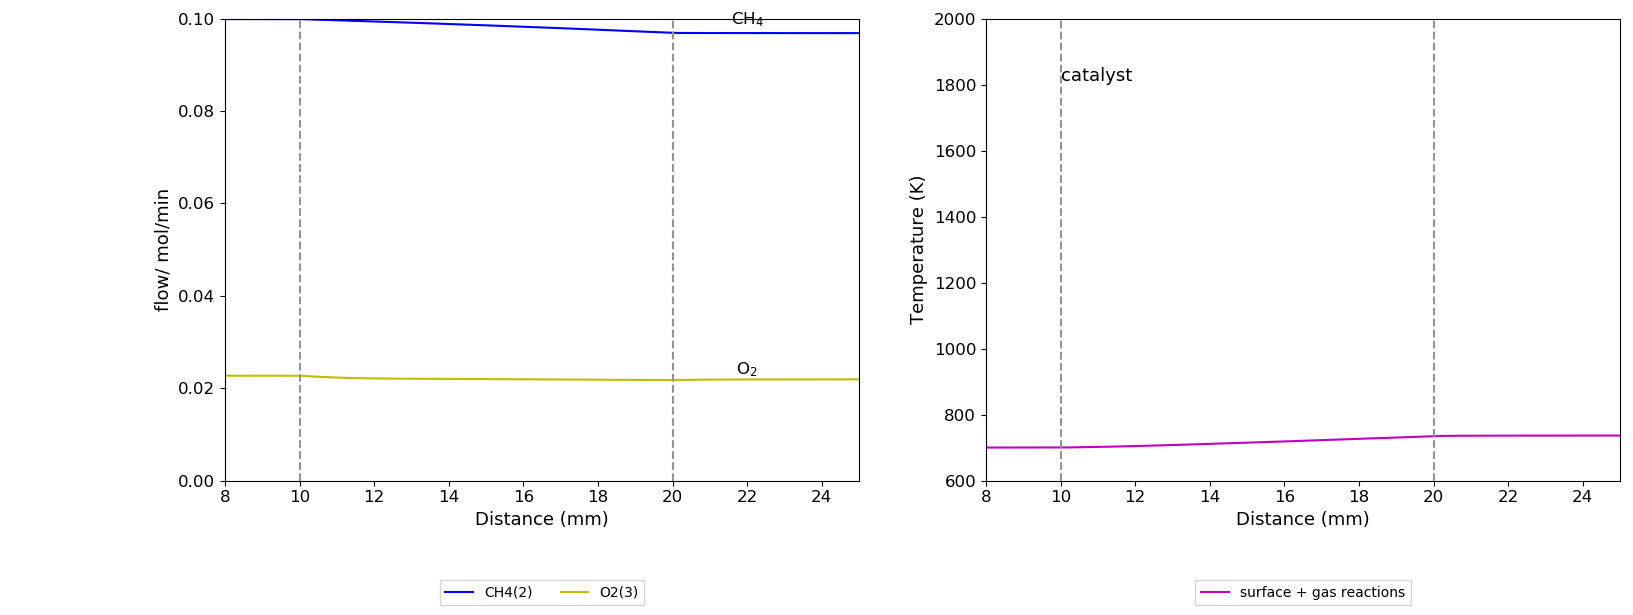 0.10
0.08
0.06
0.04
0.02
0.00
flow/ mol/min
CH₄
O₂
8 10 12 14 16 18 20 22 24
Distance (mm)
CH4(2) O2(3)
2000
1800
1600
1400
1200
1000
800
600
Temperature (K)
catalyst
8 10 12 14 16 18 20 22 24
Distance (mm)
surface + gas reactions